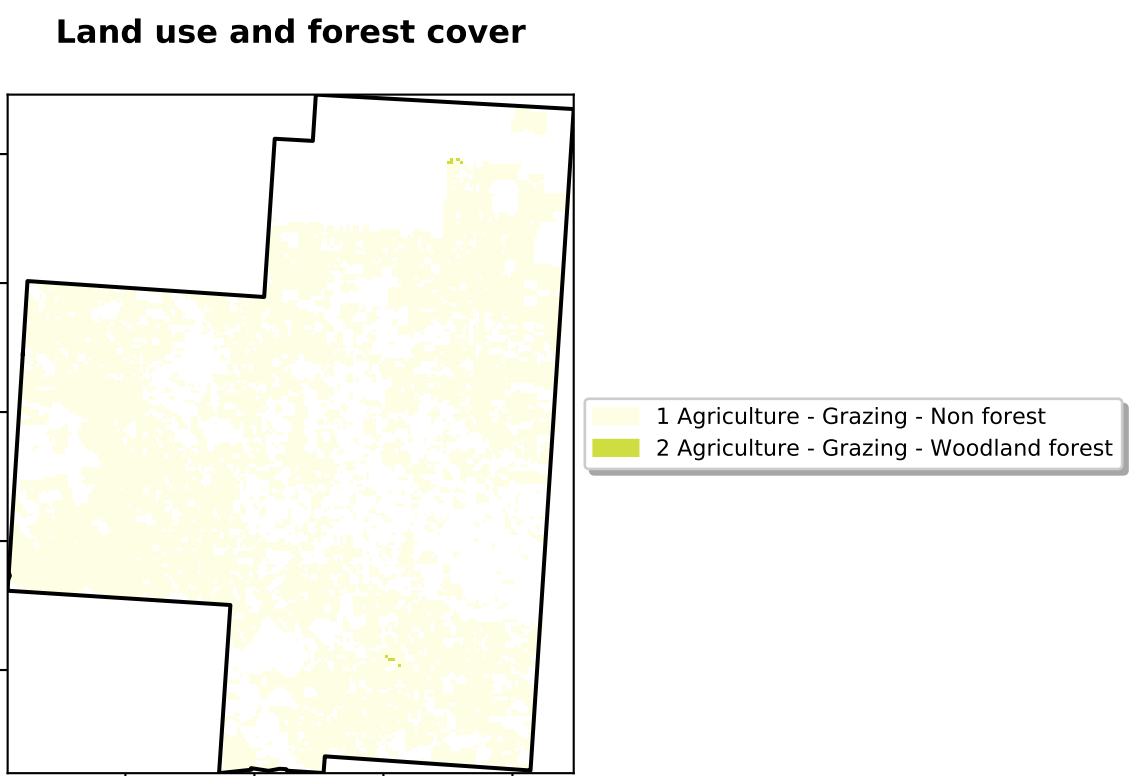 Land use and forest cover
1 Agriculture - Grazing - Non forest
2 Agriculture - Grazing - Woodland forest